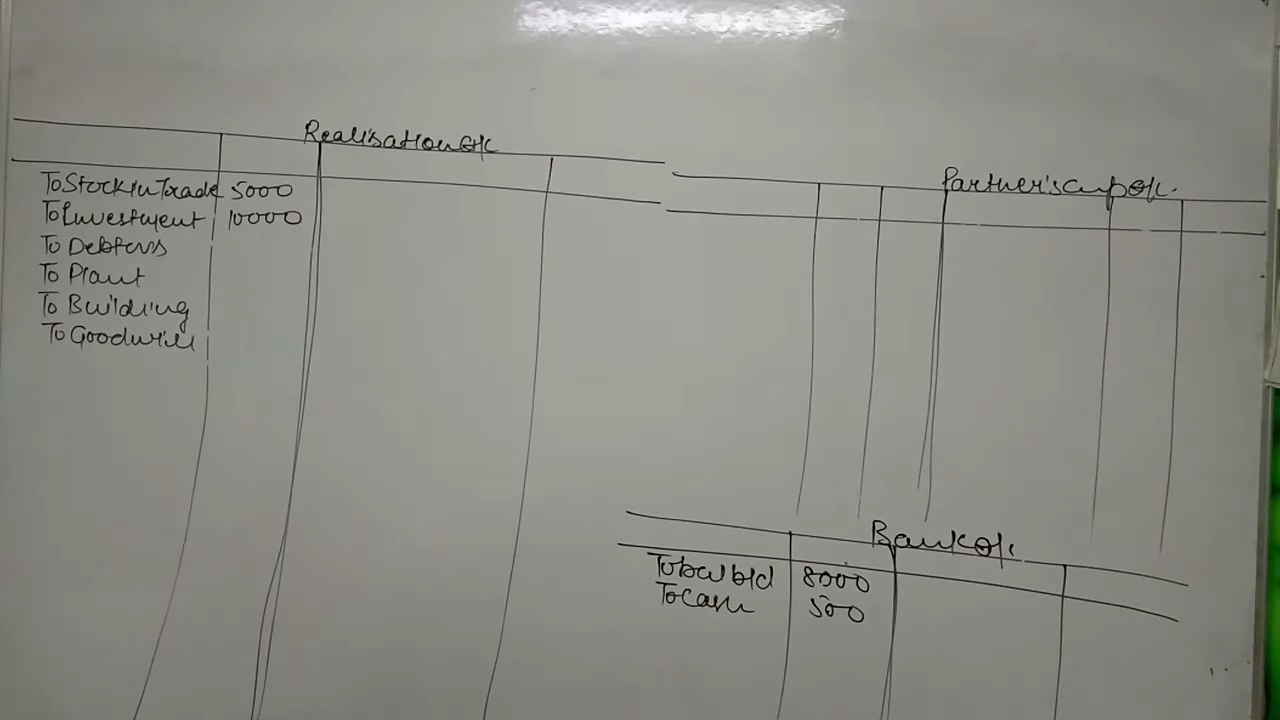 Realisation a/c
To Stock in Trade 5000
To Investment 10000
To Debtors
To Plant
To Building
To Goodwill
Partner's cap a/c.
Bank a/c
To bal b/d 8000
To Cash 500